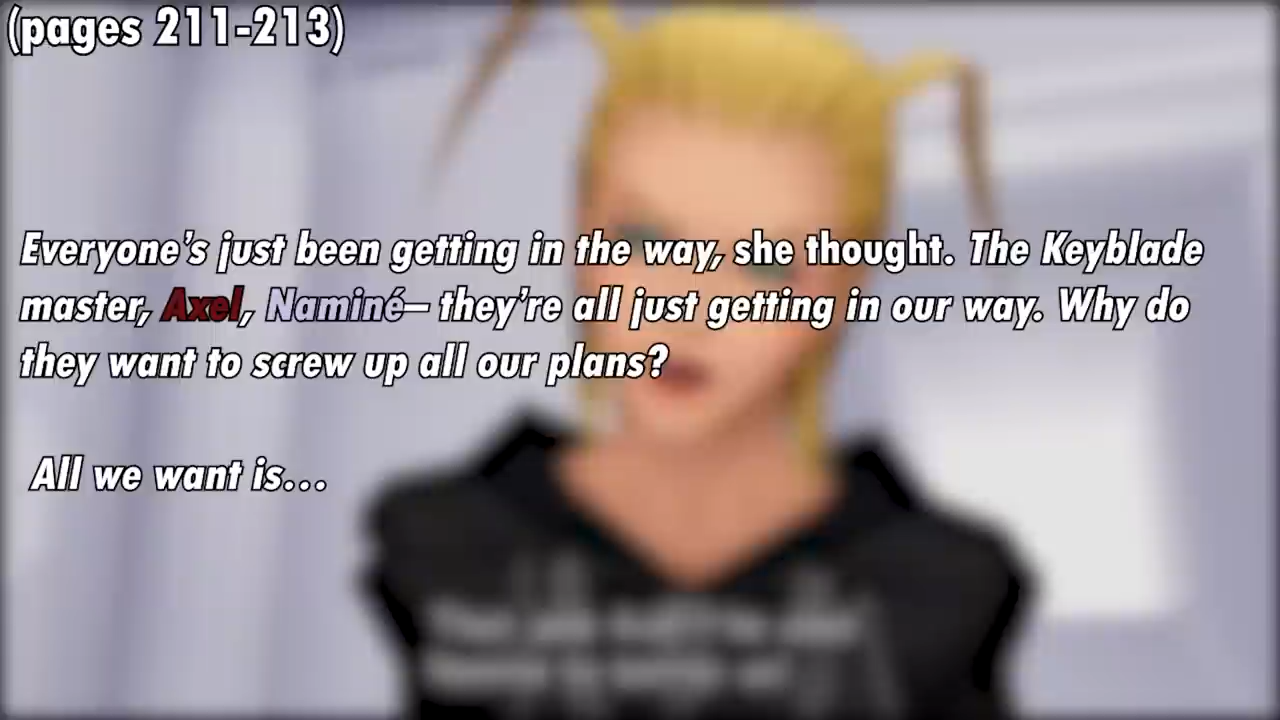 (pages 211-213)
Everyone's just been getting in the way, she thought. The Keyblade
master, Axel, Naminé– they're all just getting in our way. Why do
they want to screw up all our plans?
All we want is...